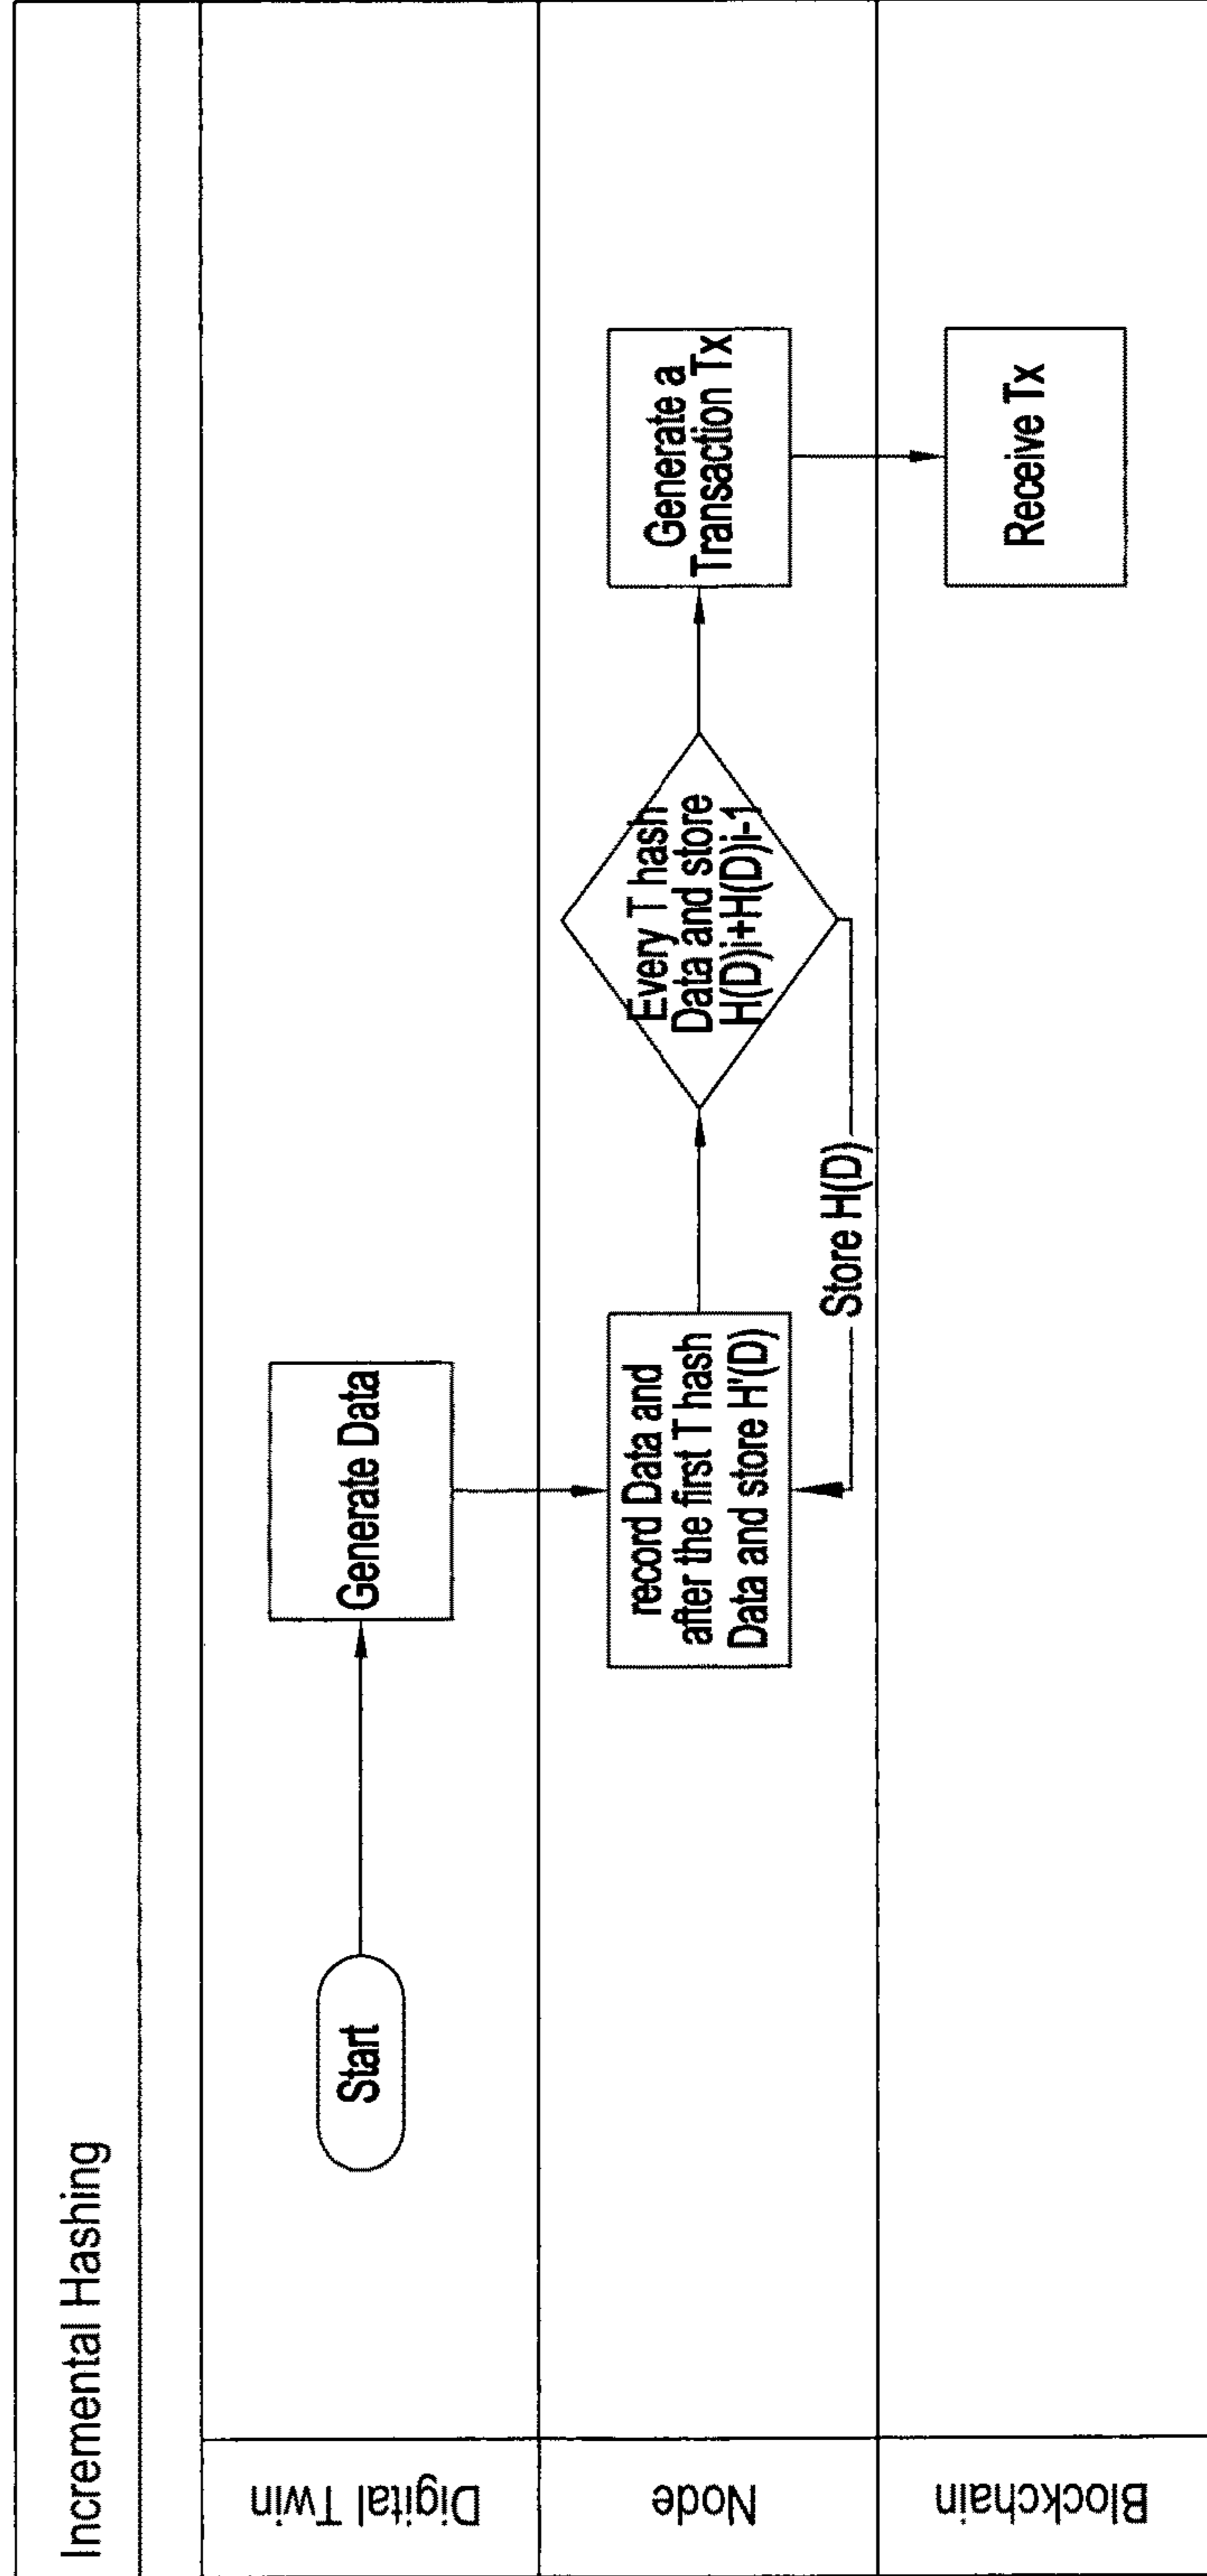 Incremental Hashing
Digital Twin
Start
Generate Data
Node
record Data and
after the first T hash
Data and store H'(D)
Store H(D)
Every T hash
Data and store
H(D)i+H(D)i-1
Generate a
Transaction Tx
Blockchain
Receive Tx